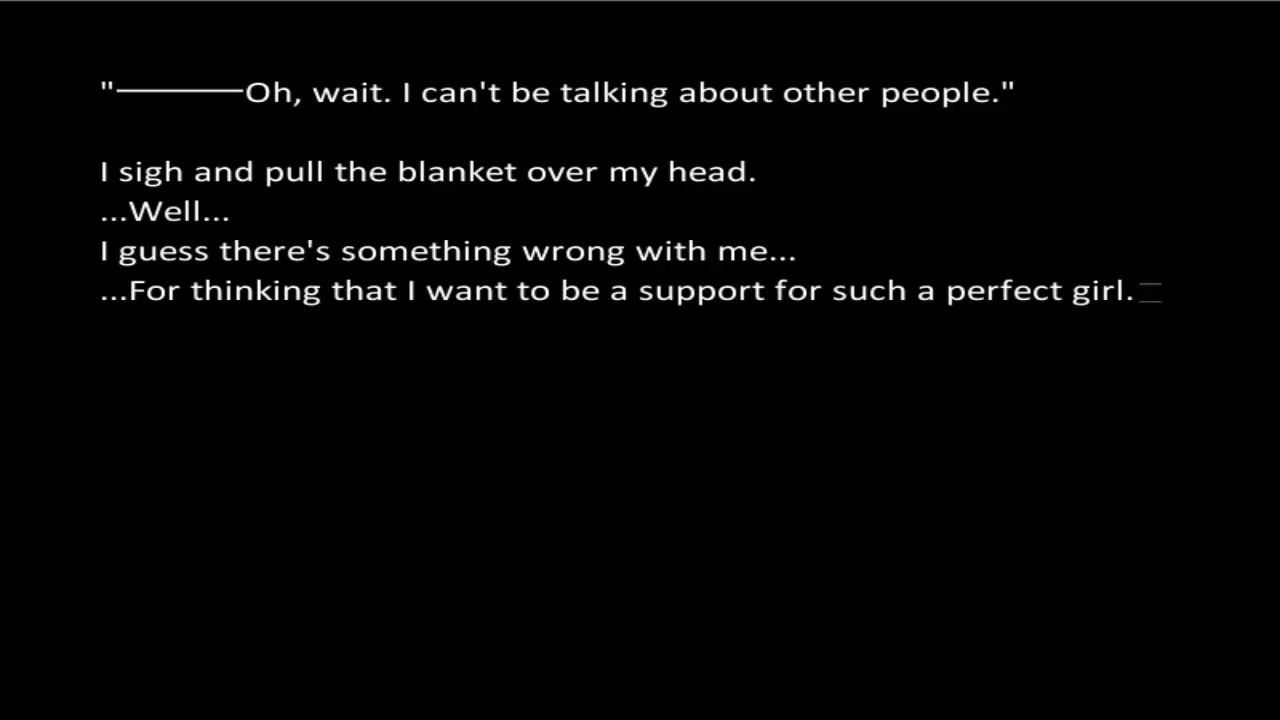 "―――――Oh, wait. I can't be talking about other people."
I sigh and pull the blanket over my head.
...Well...
I guess there's something wrong with me...
...For thinking that I want to be a support for such a perfect girl.